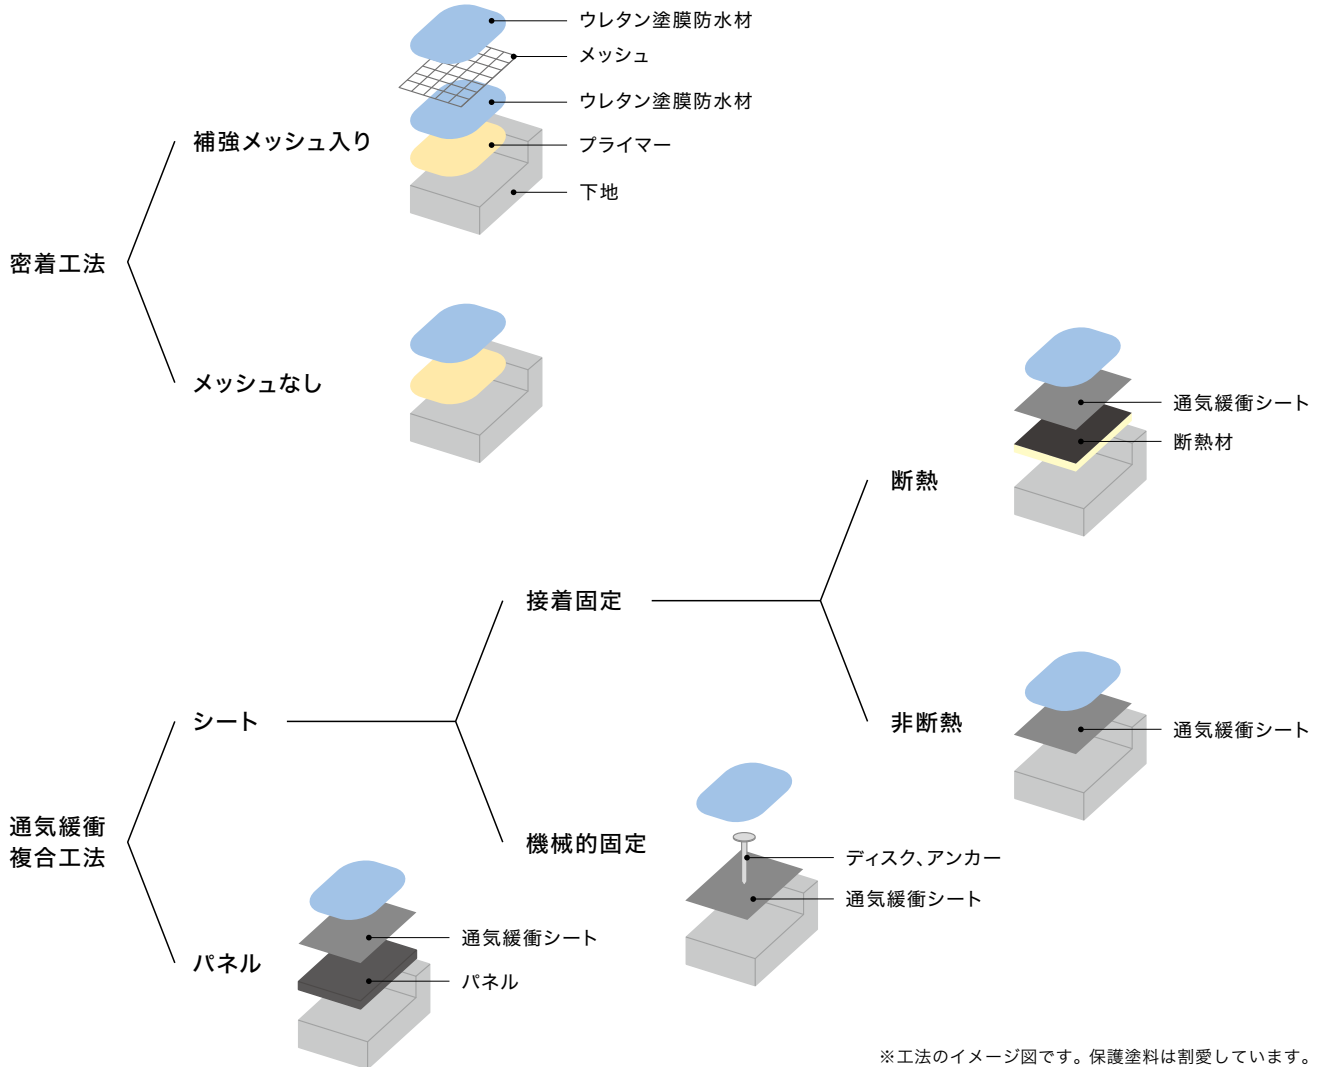 ウレタン塗膜防水材
メッシュ
ウレタン塗膜防水材
プライマー
下地
補強メッシュ入り
密着工法
メッシュなし
通気緩衝シート
断熱材
断熱
接着固定
シート
非断熱
通気緩衝シート
通気緩衝
複合工法
機械的固定
ディスク、アンカー
通気緩衝シート
パネル
通気緩衝シート
パネル
※工法のイメージ図です。保護塗料は割愛しています。